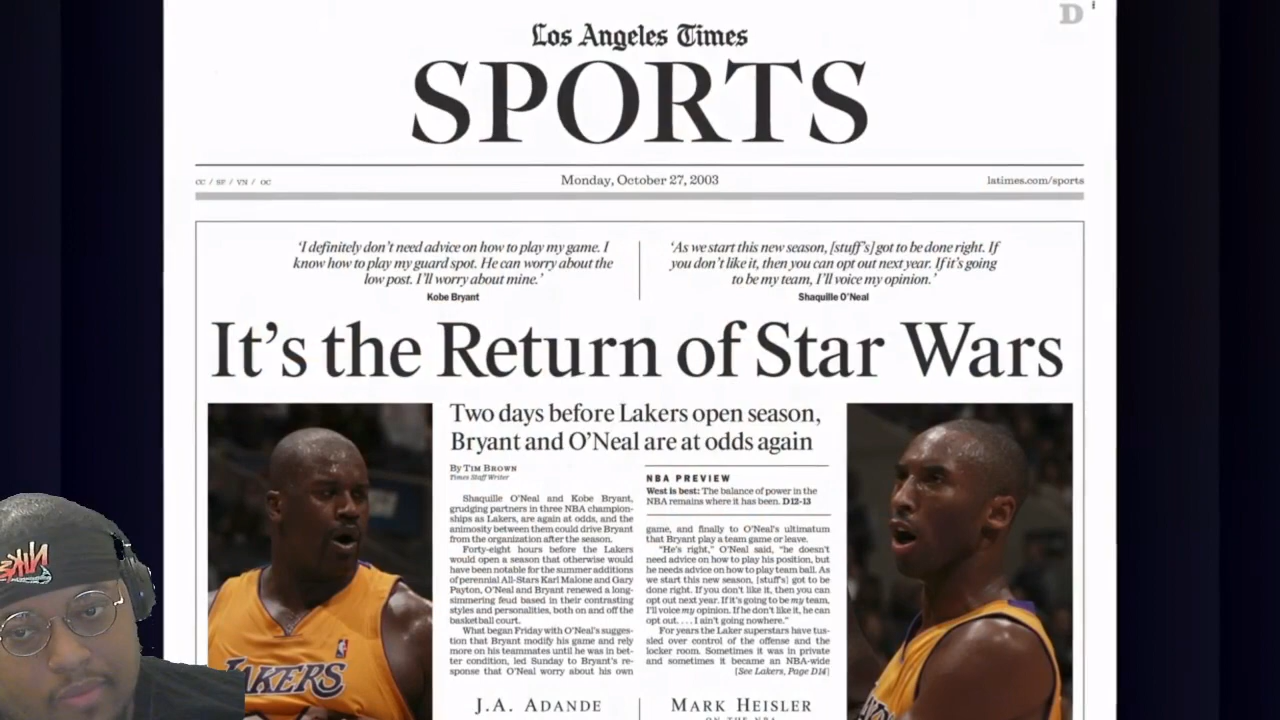 D
Los Angeles Times
SPORTS
CC / SF / VN / OC
Monday, October 27, 2003
latimes.com/sports
'I definitely don't need advice on how to play my game. I
know how to play my guard spot. He can worry about the
low post. I'll worry about mine.'
Kobe Bryant
'As we start this new season, [stuff's] got to be done right. If
you don't like it, then you can opt out next year. If it's going
to be my team, I'll voice my opinion.'
Shaquille O'Neal
It's the Return of Star Wars
Two days before Lakers open season,
Bryant and O'Neal are at odds again
By TIM BROWN
Times Staff Writer
Shaquille O'Neal and Kobe Bryant,
grudging partners in three NBA champion-
ships as Lakers, are again at odds, and the
animosity between them could drive Bryant
from the organization after the season.
Forty-eight hours before the Lakers
would open a season that otherwise would
have been notable for the summer additions
of perennial All-Stars Karl Malone and Gary
Payton, O'Neal and Bryant renewed a long-
simmering feud based in their contrasting
styles and personalities, both on and off the
basketball court.
What began Friday with O'Neal's sugges-
tion that Bryant modify his game and rely
more on his teammates until he was in bet-
ter condition, led Sunday to Bryant's re-
sponse that O'Neal worry about his own
NBA PREVIEW
West is best: The balance of power in the
NBA remains where it has been. D12-13
game, and finally to O'Neal's ultimatum
that Bryant play a team game or leave.
"He's right," O'Neal said, "he doesn't
need advice on how to play his position, but
he needs advice on how to play team ball. As
we start this new season, [stuff's] got to be
done right. If you don't like it, then you can
opt out next year. If it's going to be my team,
I'll voice my opinion. If he don't like it, he can
opt out. . . . I ain't going nowhere."
For years the Laker superstars have tus-
sled over control of the offense and the
locker room. Sometimes it was in private
and sometimes it became an NBA-wide
[See Lakers, Page D14]
LAKERS
J.A. ADANDE
MARK HEISLER
ON THE NBA